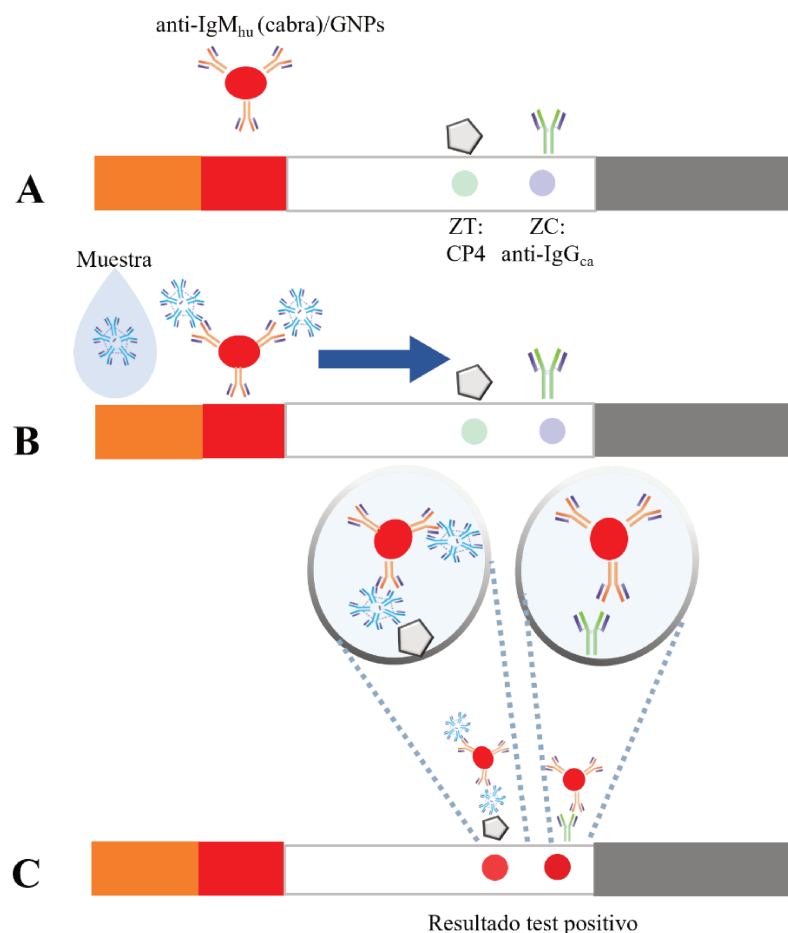 anti-IgMhu (cabra)/GNPs
A
ZT:
CP4
ZC:
anti-IgGca
Muestra
B
C
Resultado test positivo